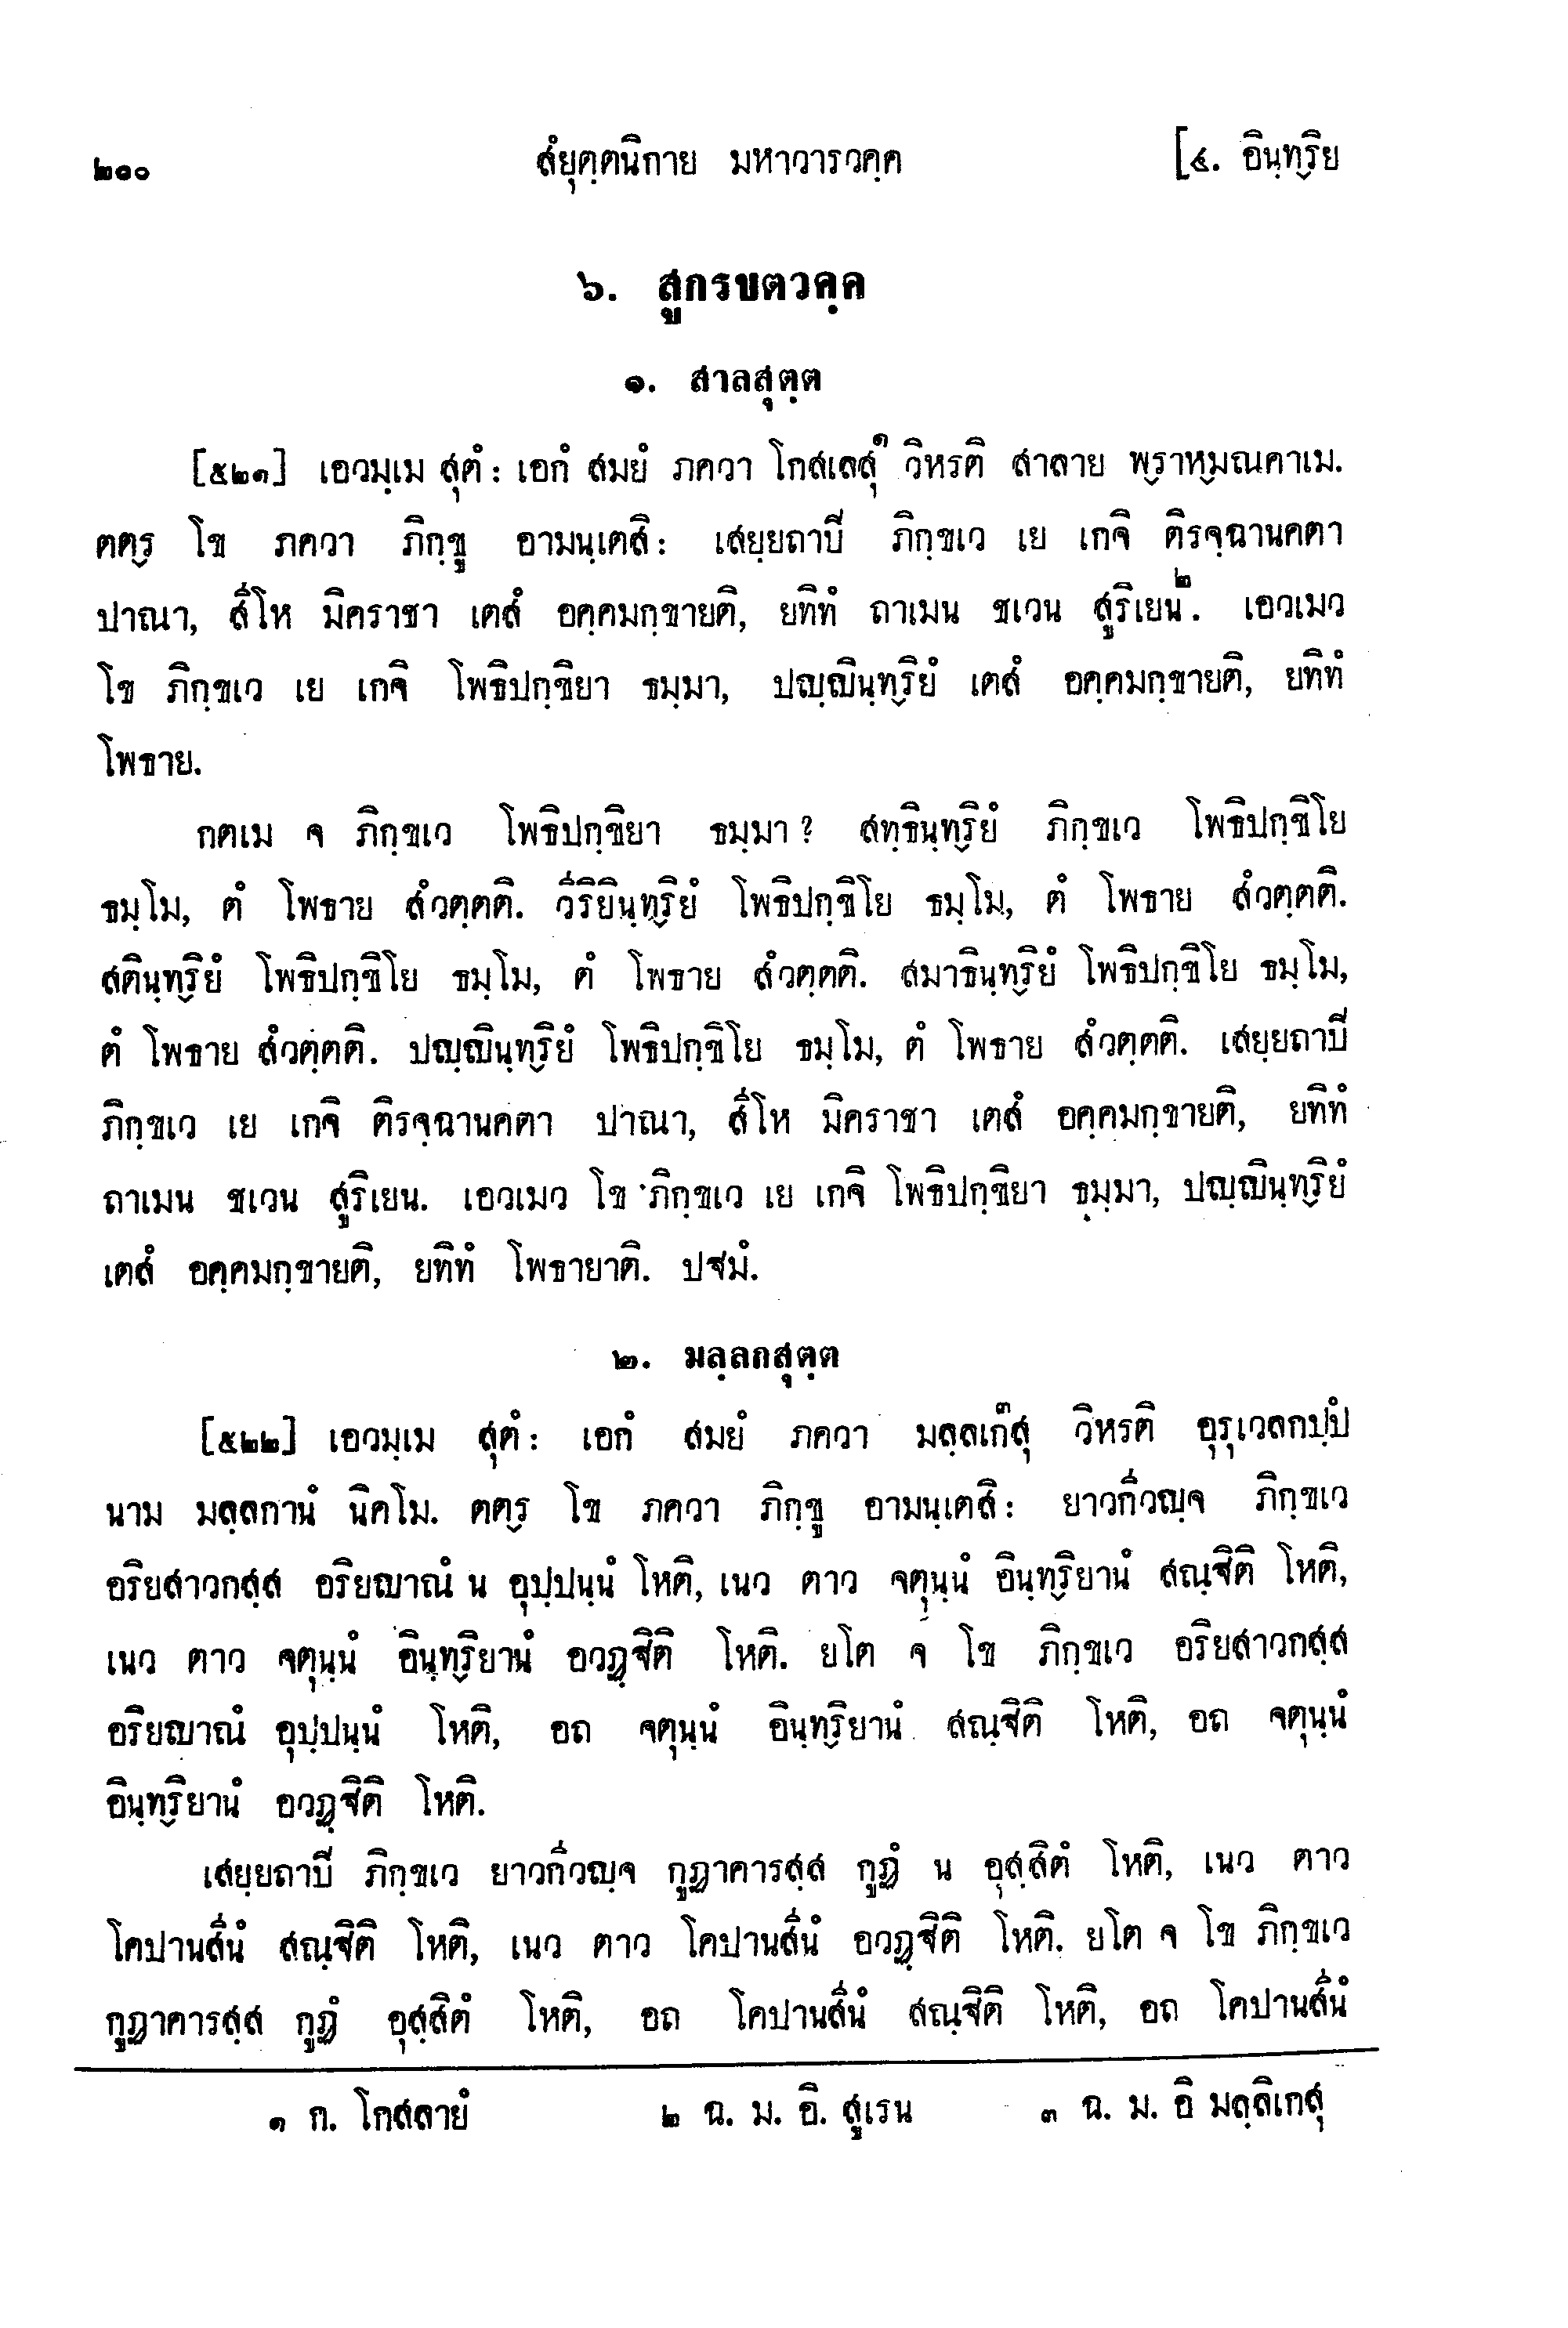 ๒๑๐ สํยุตฺตนิกาย มหาวารวคฺค [๔. อินฺทฺริย
๖. สูกรขตวคฺค
๑. สาลสุตฺต
[๕๒๑] เอวมฺเม สุตํ: เอกํ สมยํ ภควา โกสเลสุ๑ วิหรติ สาลาย พฺราหฺมณคาเม.
ตตฺร โข ภควา ภิกฺขู อามนฺเตสิ: เสยฺยถาปิ ภิกฺขเว เย เกจิ ติรจฺฉานคตา
ปาณา, สีโห มิคราชา เตสํ อคฺคมกฺขายติ, ยทิทํ ถาเมน ชเวน สูริเยน๒. เอวเมว
โข ภิกฺขเว เย เกจิ โพธิปกฺขิยา ธมฺมา, ปญฺญินฺทฺริยํ เตสํ อคฺคมกฺขายติ, ยทิทํ
โพธาย.
กตเม จ ภิกฺขเว โพธิปกฺขิยา ธมฺมา? สทฺธินฺทฺริยํ ภิกฺขเว โพธิปกฺขิโย
ธมฺโม, ตํ โพธาย สํวตฺตติ. วีริยินฺทฺริยํ โพธิปกฺขิโย ธมฺโม, ตํ โพธาย สํวตฺตติ.
สตินฺทฺริยํ โพธิปกฺขิโย ธมฺโม, ตํ โพธาย สํวตฺตติ. สมาธินฺทฺริยํ โพธิปกฺขิโย ธมฺโม,
ตํ โพธาย สํวตฺตติ. ปญฺญินฺทฺริยํ โพธิปกฺขิโย ธมฺโม, ตํ โพธาย สํวตฺตติ. เสยฺยถาปิ
ภิกฺขเว เย เกจิ ติรจฺฉานคตา ปาณา, สีโห มิคราชา เตสํ อคฺคมกฺขายติ, ยทิทํ
ถาเมน ชเวน สูริเยน. เอวเมว โข ภิกฺขเว เย เกจิ โพธิปกฺขิยา ธมฺมา, ปญฺญินฺทฺริยํ
เตสํ อคฺคมกฺขายติ, ยทิทํ โพธายาติ. ปฐมํ.
๒. มลฺลกสุตฺต
[๕๒๒] เอวมฺเม สุตํ: เอกํ สมยํ ภควา มลฺลเก๓สุ วิหรติ อุรุเวลกปฺปํ
นาม มลฺลกานํ นิคโม. ตตฺร โข ภควา ภิกฺขู อามนฺเตสิ: ยาวกีวญฺจ ภิกฺขเว
อริยสาวกสฺส อริยญาณํ น อุปฺปนฺนํ โหติ, เนว ตาว จตุนฺนํ อินฺทฺริยานํ สณฺฐิติ โหติ,
เนว ตาว จตุนฺนํ อินฺทฺริยานํ อวฏฺฐิติ โหติ. ยโต จ โข ภิกฺขเว อริยสาวกสฺส
อริยญาณํ อุปฺปนฺนํ โหติ, อถ จตุนฺนํ อินฺทฺริยานํ สณฺฐิติ โหติ, อถ จตุนฺนํ
อินฺทฺริยานํ อวฏฺฐิติ โหติ.
เสยฺยถาปิ ภิกฺขเว ยาวกีวญฺจ กูฏาคารสฺส กูฏํ น อุสฺสิตํ โหติ, เนว ตาว
โคปานสีนํ สณฺฐิติ โหติ, เนว ตาว โคปานสีนํ อวฏฺฐิติ โหติ. ยโต จ โข ภิกฺขเว
กูฏาคารสฺส กูฏํ อุสฺสิตํ โหติ, อถ โคปานสีนํ สณฺฐิติ โหติ, อถ โคปานสีนํ
๑ ก. โกสลายํ ๒ ฉ. ม. อิ. สูเรน ๓ ฉ. ม. อิ มลฺลิเกสุ